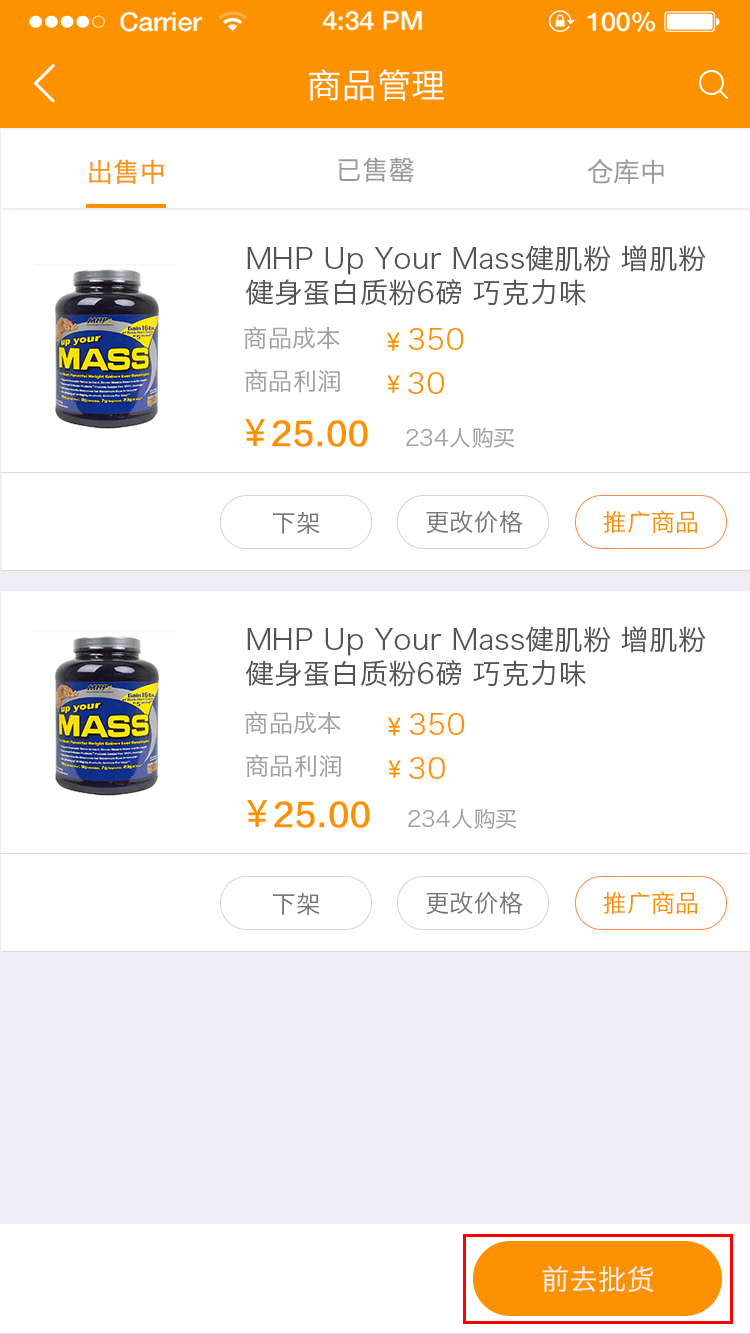 Carrier 4:34 PM 100%
商品管理
出售中 已售罄 仓库中
MHP Up Your Mass健肌粉 增肌粉
健身蛋白质粉6磅 巧克力味
商品成本 ¥ 350
商品利润 ¥ 30
¥25.00 234人购买
MHP
Gain 16 lbs.
up your
MASS
下架 更改价格 推广商品
MHP Up Your Mass健肌粉 增肌粉
健身蛋白质粉6磅 巧克力味
商品成本 ¥ 350
商品利润 ¥ 30
¥25.00 234人购买
MHP
Gain 16 lbs.
up your
MASS
下架 更改价格 推广商品
前去批货